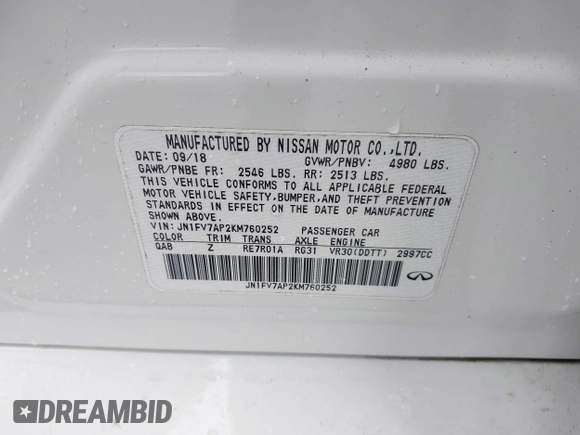 MANUFACTURED BY NISSAN MOTOR CO.,LTD.
DATE: 09/18 GVWR/PNBV: 4980 LBS.
GAWR/PNBE FR: 2546 LBS. RR: 2513 LBS.
THIS VEHICLE CONFORMS TO ALL APPLICABLE FEDERAL
MOTOR VEHICLE SAFETY,BUMPER,AND THEFT PREVENTION
STANDARDS IN EFFECT ON THE DATE OF MANUFACTURE
SHOWN ABOVE.
VIN: JN1FV7AP2KM760252 PASSENGER CAR
COLOR TRIM TRANS AXLE ENGINE
QAB Z RE7R01A RG31 VR30(DDTT) 2997CC
JN1FV7AP2KM760252
INFINITI
DREAMBID